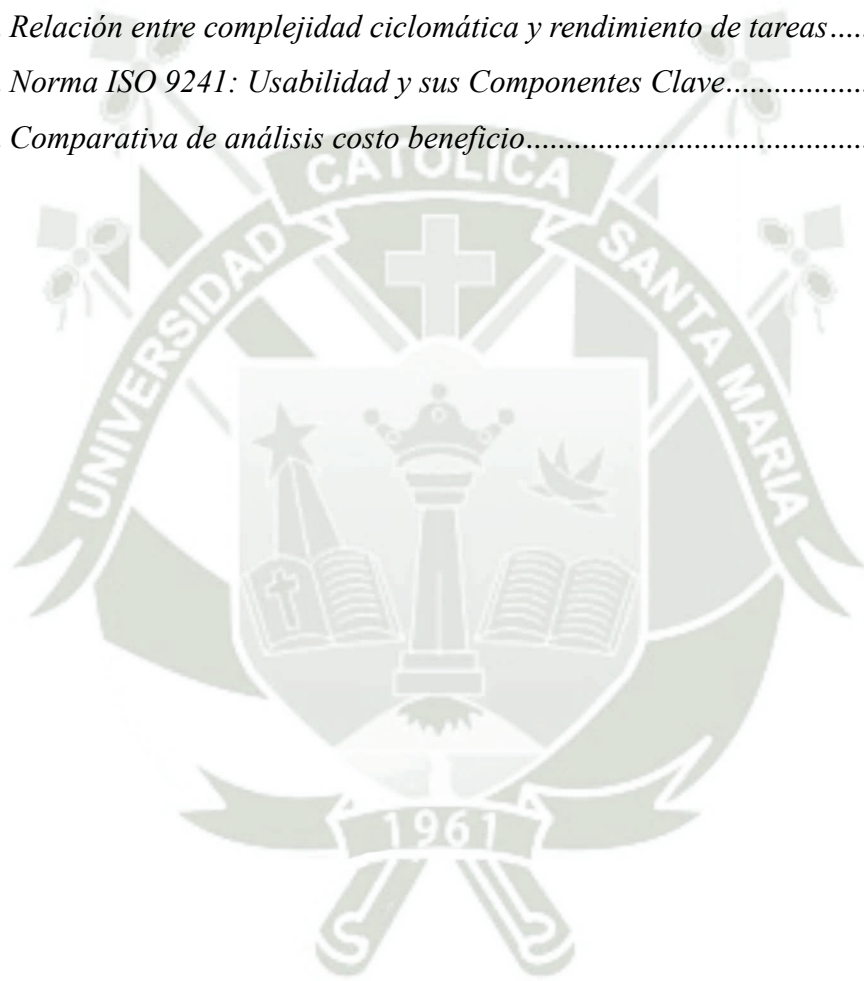 Relación entre complejidad ciclomática y rendimiento de tareas.....
Norma ISO 9241: Usabilidad y sus Componentes Clave.................
Comparativa de análisis costo beneficio..........................................
CATOLICA
UNIVERSIDAD
SANTA MARIA
1961